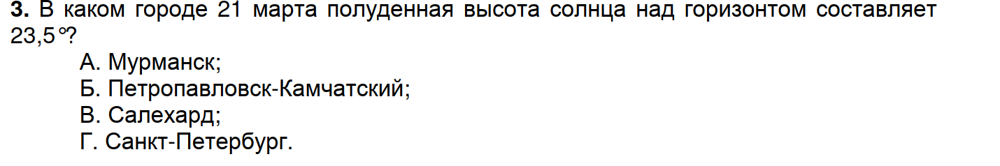 3. В каком городе 21 марта полуденная высота солнца над горизонтом составляет
23,5°?
А. Мурманск;
Б. Петропавловск-Камчатский;
В. Салехард;
Г. Санкт-Петербург.